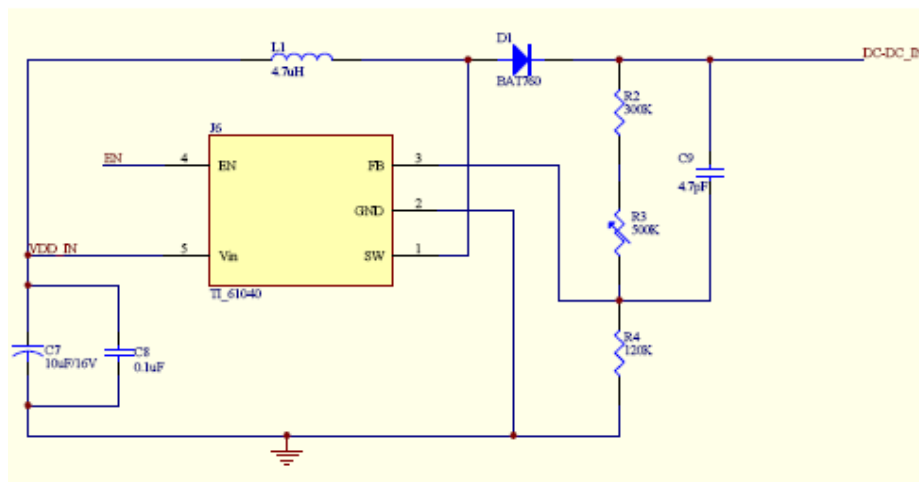 L1
4.7uH
D1
BAT760
DC-DC_IN
R2
300K
J6
EN
4
EN
FB
3
C9
4.7pF
GND
2
R3
500K
VDD_IN
5
Vin
SW
1
TI_61040
C7
10uF/16V
C8
0.1uF
R4
120K